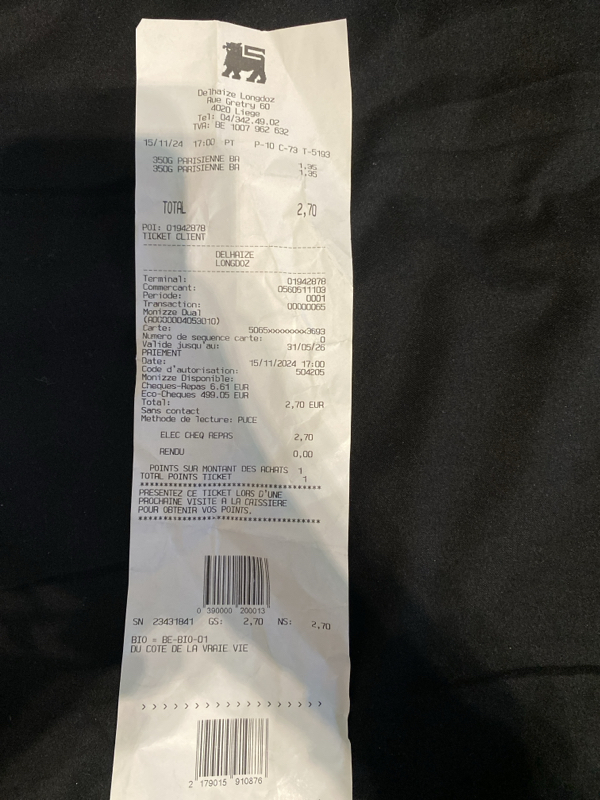 Delhaize Longdoz
Rue Gretry 60
4020 Liege
Tel: 04/342.49.02
TVA: BE 1007 962 632
15/11/24 17:00 PT P-10 C-73 T-5193
350G PARISIENNE BA 1,35
350G PARISIENNE BA 1,35
TOTAL 2,70
POI: 01942878
TICKET CLIENT
DELHAIZE
LONGDOZ
Terminal: 01942878
Commercant: 0560511103
Periode: 0001
Transaction: 00000065
Monizze Dual
(A0G00004053010)
Carte: 5065xxxxxxxx3693
Numero de sequence carte: 0
Valide jusqu'au: 31/05/26
PAIEMENT
Date: 15/11/2024 17:00
Code d'autorisation: 504205
Monizze Disponible:
Cheques-Repas 6.61 EUR
Eco-Cheques 499.05 EUR
Total: 2,70 EUR
Sans contact
Methode de lecture: PUCE
ELEC CHEQ REPAS 2,70
RENDU 0,00
POINTS SUR MONTANT DES ACHATS 1
TOTAL POINTS TICKET 1
PRESENTEZ CE TICKET LORS D'UNE
PROCHAINE VISITE A LA CAISSIERE
POUR OBTENIR VOS POINTS.
0 390000 200013
SN 23431841 GS: 2,70 NS: 2,70
BIO = BE-BIO-01
DU COTE DE LA VRAIE VIE
2 179015 910876